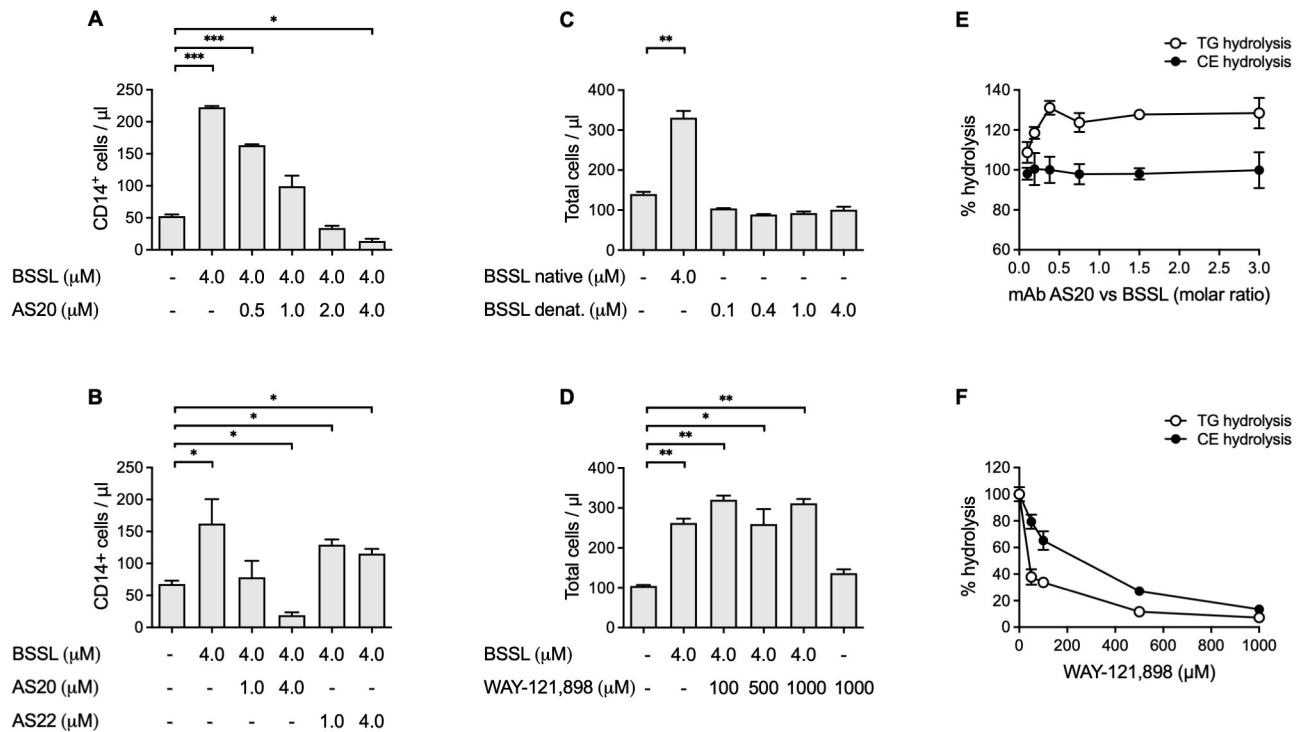 A
*
***
***
250
200
150
100
50
0
CD14⁺ cells / µl
BSSL (µM) - 4.0 4.0 4.0 4.0 4.0
AS20 (µM) - - 0.5 1.0 2.0 4.0
C
**
400
300
200
100
0
Total cells / µl
BSSL native (µM) - 4.0 - - - -
BSSL denat. (µM) - - 0.1 0.4 1.0 4.0
E
TG hydrolysis
CE hydrolysis
140
120
100
80
60
% hydrolysis
0.0 0.5 1.0 1.5 2.0 2.5 3.0
mAb AS20 vs BSSL (molar ratio)
B
*
*
*
*
250
200
150
100
50
0
CD14+ cells / µl
BSSL (µM) - 4.0 4.0 4.0 4.0 4.0
AS20 (µM) - - 1.0 4.0 - -
AS22 (µM) - - - - 1.0 4.0
D
**
*
**
**
400
300
200
100
0
Total cells / µl
BSSL (µM) - 4.0 4.0 4.0 4.0 -
WAY-121,898 (µM) - - 100 500 1000 1000
F
TG hydrolysis
CE hydrolysis
120
100
80
60
40
20
0
% hydrolysis
0 200 400 600 800 1000
WAY-121,898 (µM)